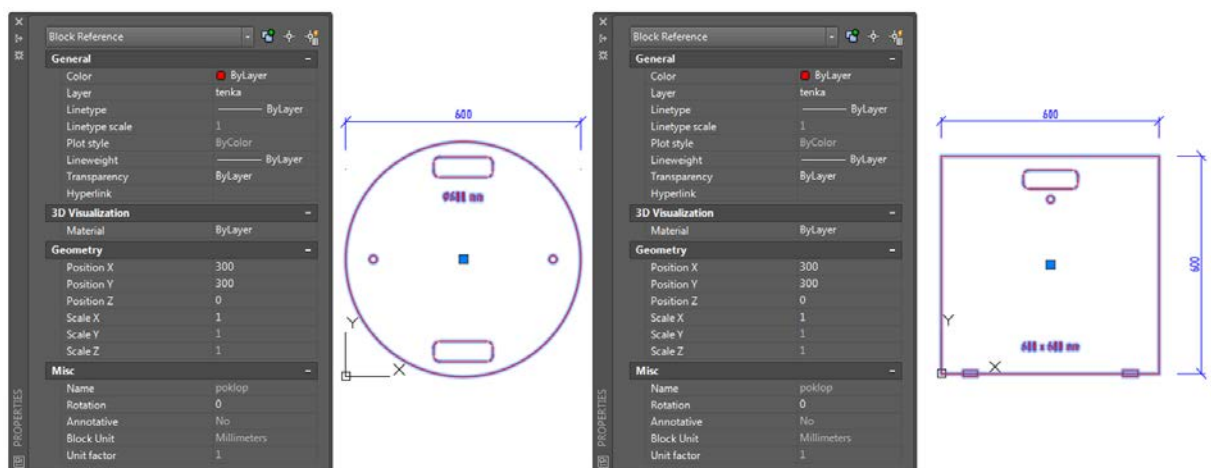 Block Reference
General
Color ByLayer
Layer tenka
Linetype ByLayer
Linetype scale 1
Plot style ByColor
Lineweight ByLayer
Transparency ByLayer
Hyperlink
3D Visualization
Material ByLayer
Geometry
Position X 300
Position Y 300
Position Z 0
Scale X 1
Scale Y 1
Scale Z 1
Misc
Name poklop
Rotation 0
Annotative No
Block Unit Millimeters
Unit factor 1
PROPERTIES
600
Y
X
Block Reference
General
Color ByLayer
Layer tenka
Linetype ByLayer
Linetype scale 1
Plot style ByColor
Lineweight ByLayer
Transparency ByLayer
Hyperlink
3D Visualization
Material ByLayer
Geometry
Position X 300
Position Y 300
Position Z 0
Scale X 1
Scale Y 1
Scale Z 1
Misc
Name poklop
Rotation 0
Annotative No
Block Unit Millimeters
Unit factor 1
PROPERTIES
600
600
Y
X